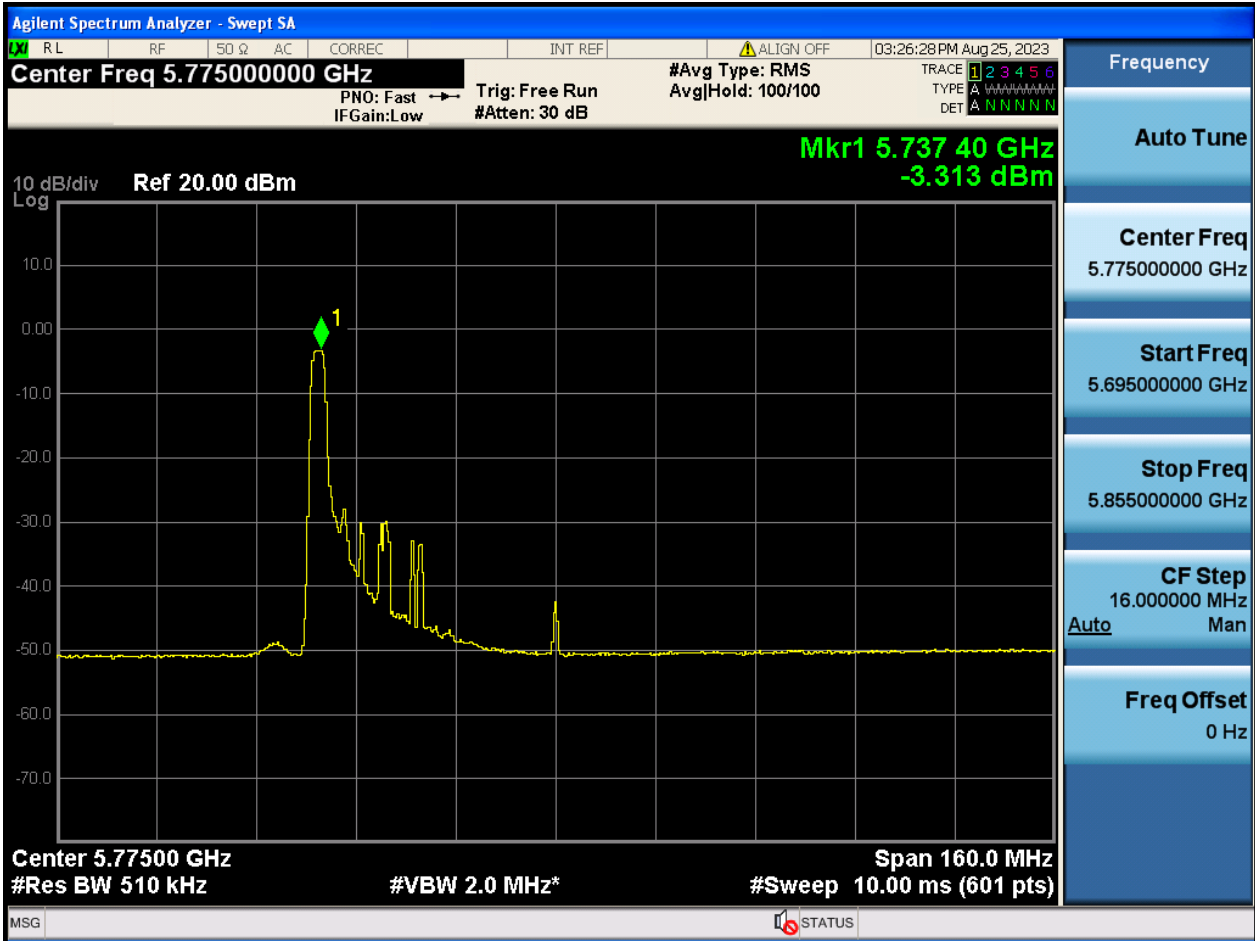 Agilent Spectrum Analyzer - Swept SA
LXI RL RF 50 Ω AC CORREC INT REF ALIGN OFF 03:26:28 PM Aug 25, 2023
Center Freq 5.775000000 GHz
PNO: Fast
IFGain:Low
Trig: Free Run
#Atten: 30 dB
#Avg Type: RMS
Avg|Hold: 100/100
TRACE 1 2 3 4 5 6
TYPE A WWWWWW
DET A N N N N N
Mkr1 5.737 40 GHz
-3.313 dBm
10 dB/div Ref 20.00 dBm
Log
10.0
0.00
-10.0
-20.0
-30.0
-40.0
-50.0
-60.0
-70.0
1
Center 5.77500 GHz Span 160.0 MHz
#Res BW 510 kHz #VBW 2.0 MHz* #Sweep 10.00 ms (601 pts)
MSG STATUS
Frequency
Auto Tune
Center Freq
5.775000000 GHz
Start Freq
5.695000000 GHz
Stop Freq
5.855000000 GHz
CF Step
16.000000 MHz
Auto Man
Freq Offset
0 Hz